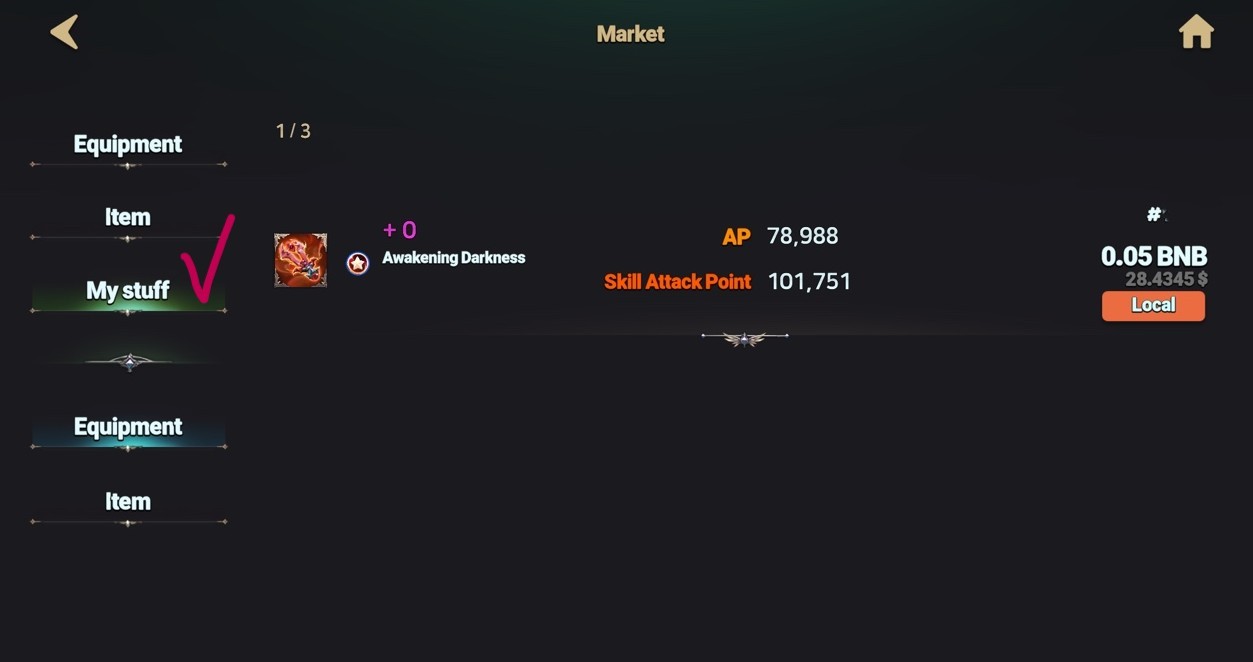 Market
Equipment
Item
My stuff
Equipment
Item
1 / 3
+ 0
Awakening Darkness
AP 78,988
Skill Attack Point 101,751
#
0.05 BNB
28.4345 $
Local